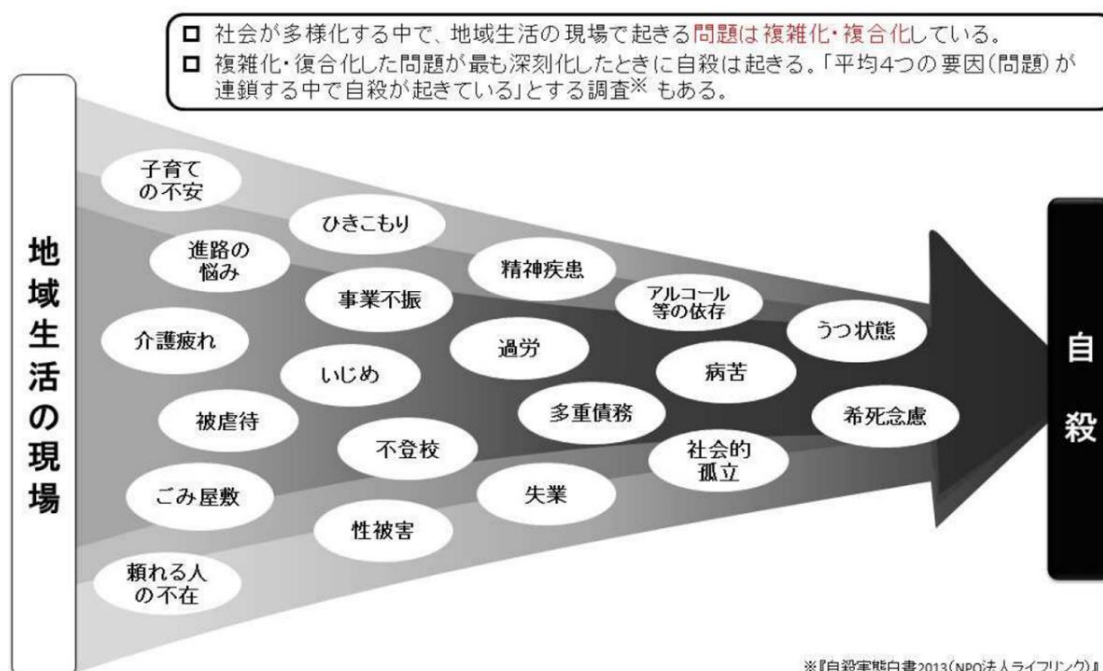 □ 社会が多様化する中で、地域生活の現場で起きる問題は複雑化・複合化している。
□ 複雑化・復合化した問題が最も深刻化したときに自殺は起きる。「平均4つの要因(問題)が
連鎖する中で自殺が起きている」とする調査※ もある。
地域生活の現場
子育て
の不安
ひきこもり
進路の
悩み
精神疾患
事業不振
アルコール
等の依存
うつ状態
介護疲れ
過労
いじめ
病苦
被虐待
多重債務
希死念慮
不登校
社会的
孤立
ごみ屋敷
失業
性被害
頼れる人
の不在
自殺
※『自殺実態白書2013(NPO法人ライフリンク)』